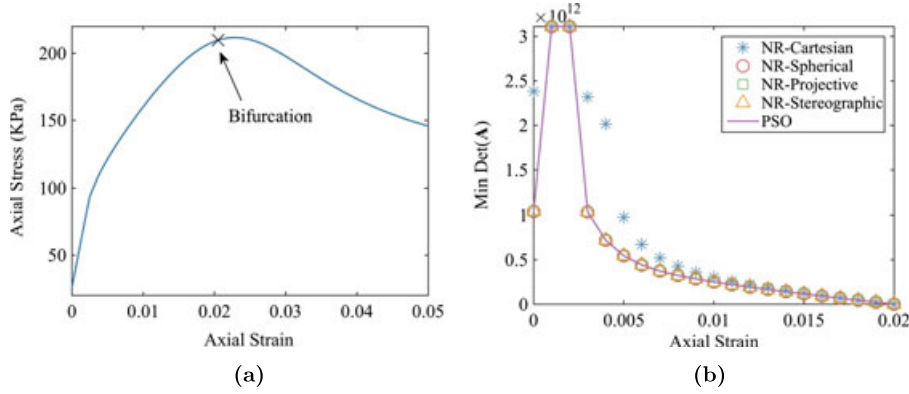 200
150
100
50
0
0.01
0.02
0.03
0.04
0.05
Axial Stress (KPa)
Axial Strain
Bifurcation
(a)
× 10^12
3
2.5
2
1.5
1
0.5
0
0
0.005
0.01
0.015
0.02
Min Det(A)
Axial Strain
NR-Cartesian
NR-Spherical
NR-Projective
NR-Stereographic
PSO
(b)